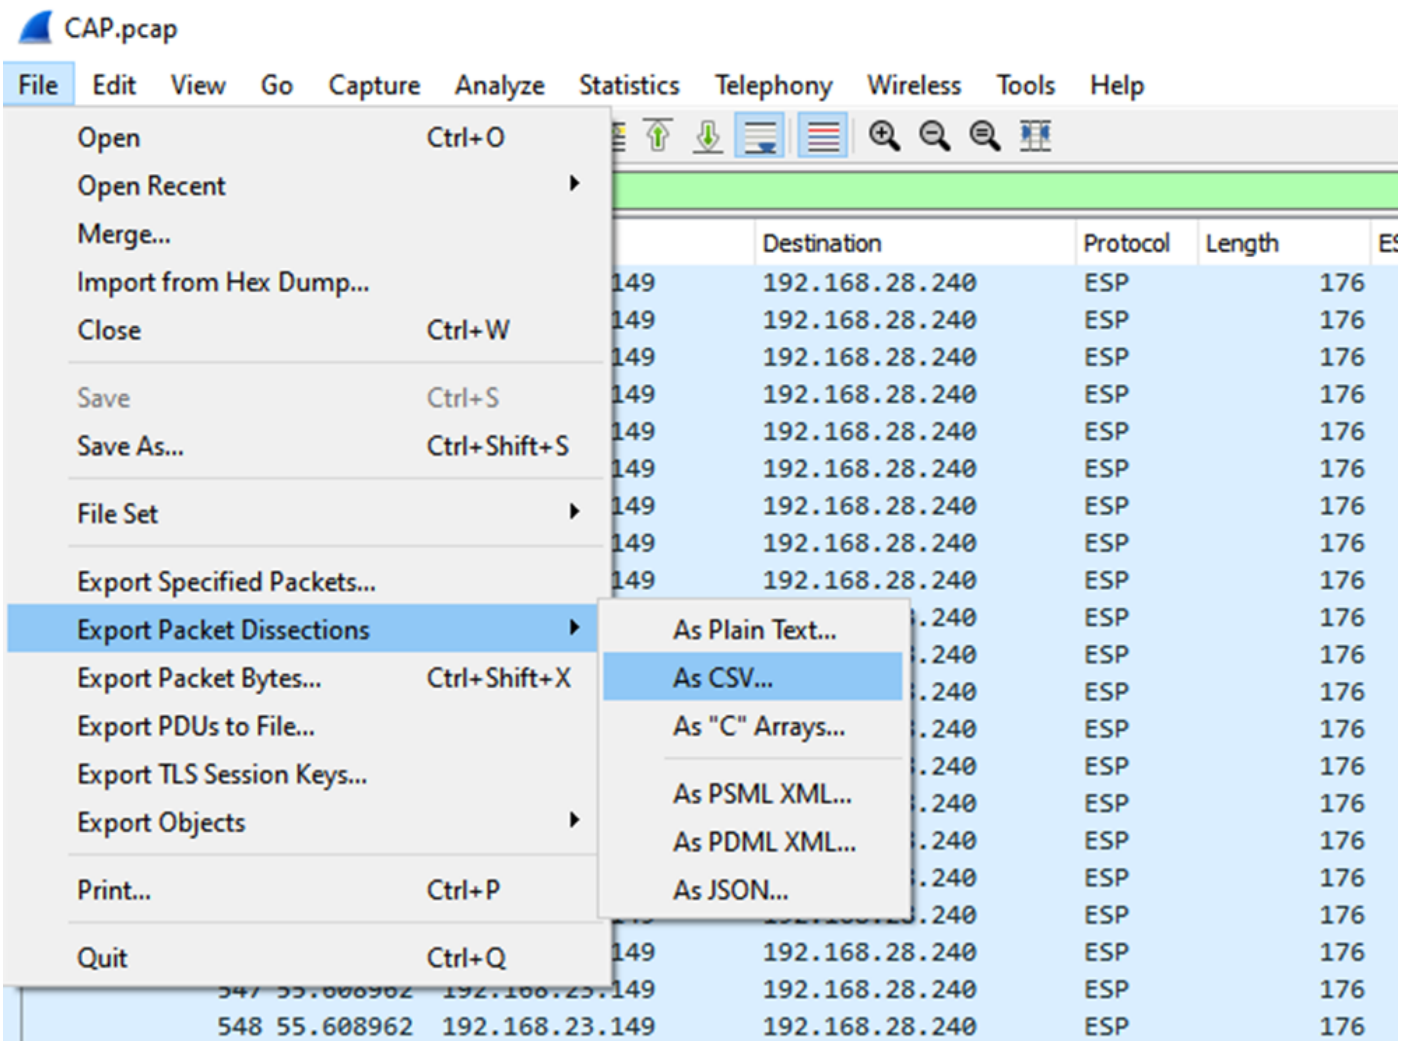 CAP.pcap
File Edit View Go Capture Analyze Statistics Telephony Wireless Tools Help
Open Ctrl+O
Open Recent
Merge...
Import from Hex Dump...
Close Ctrl+W
Save Ctrl+S
Save As... Ctrl+Shift+S
File Set
Export Specified Packets...
Export Packet Dissections
Export Packet Bytes... Ctrl+Shift+X
Export PDUs to File...
Export TLS Session Keys...
Export Objects
Print... Ctrl+P
Quit Ctrl+Q
As Plain Text...
As CSV...
As "C" Arrays...
As PSML XML...
As PDML XML...
As JSON...
Destination Protocol Length ES
149 192.168.28.240 ESP 176
149 192.168.28.240 ESP 176
149 192.168.28.240 ESP 176
149 192.168.28.240 ESP 176
149 192.168.28.240 ESP 176
149 192.168.28.240 ESP 176
149 192.168.28.240 ESP 176
149 192.168.28.240 ESP 176
149 192.168.28.240 ESP 176
.240 ESP 176
.240 ESP 176
.240 ESP 176
.240 ESP 176
.240 ESP 176
.240 ESP 176
.240 ESP 176
.240 ESP 176
.240 ESP 176
149 192.168.28.240 ESP 176
547 55.608962 192.168.23.149 192.168.28.240 ESP 176
548 55.608962 192.168.23.149 192.168.28.240 ESP 176